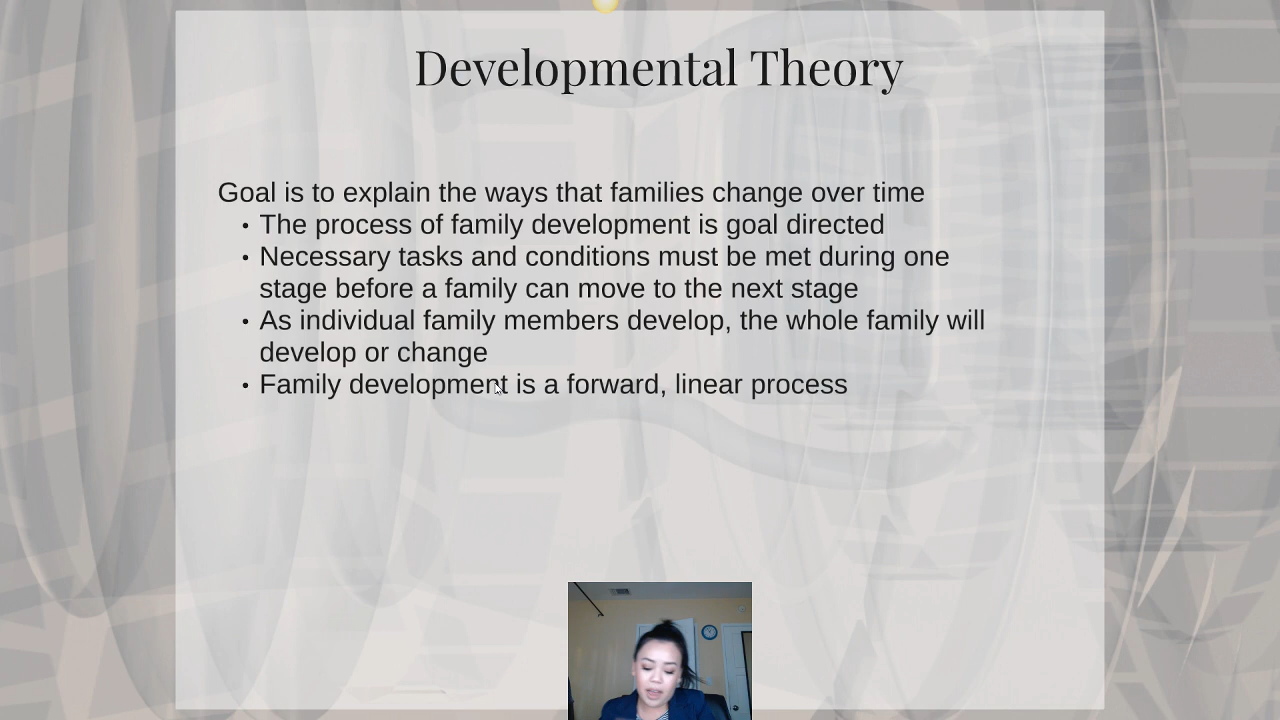 Developmental Theory
Goal is to explain the ways that families change over time
• The process of family development is goal directed
• Necessary tasks and conditions must be met during one
stage before a family can move to the next stage
• As individual family members develop, the whole family will
develop or change
• Family development is a forward, linear process